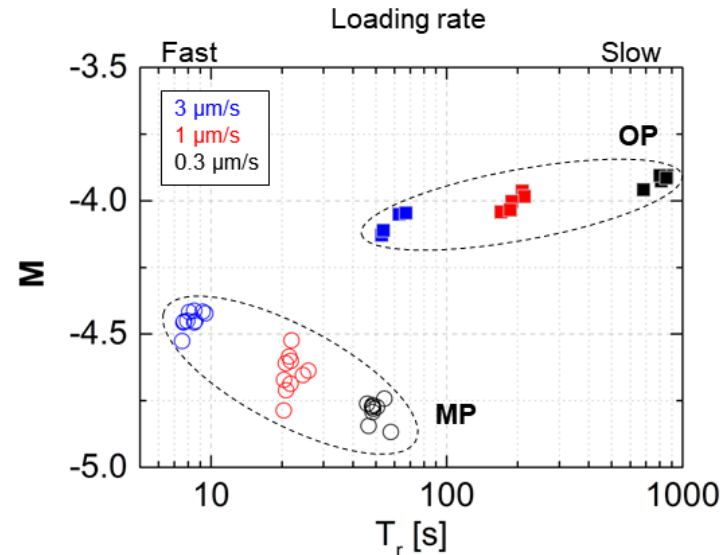 Loading rate
Fast Slow
-3.5
3 μm/s
1 μm/s
0.3 μm/s
OP
-4.0
M
-4.5
MP
-5.0
10 100 1000
T_r [s]